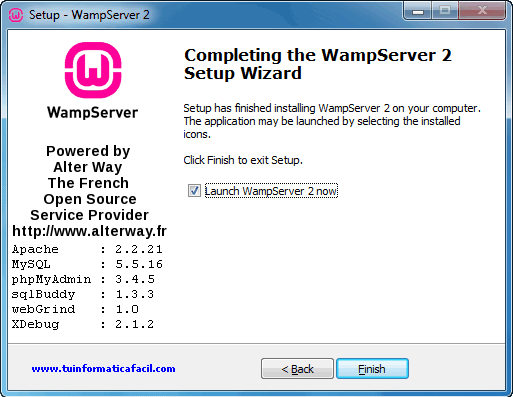 Setup - WampServer 2
WampServer
Powered by
Alter Way
The French
Open Source
Service Provider
http://www.alterway.fr
Apache : 2.2.21
MySQL : 5.5.16
phpMyAdmin : 3.4.5
sqlBuddy : 1.3.3
webGrind : 1.0
XDebug : 2.1.2
Completing the WampServer 2
Setup Wizard
Setup has finished installing WampServer 2 on your computer.
The application may be launched by selecting the installed
icons.
Click Finish to exit Setup.
Launch WampServer 2 now
www.tuinformaticafacil.com
< Back
Finish